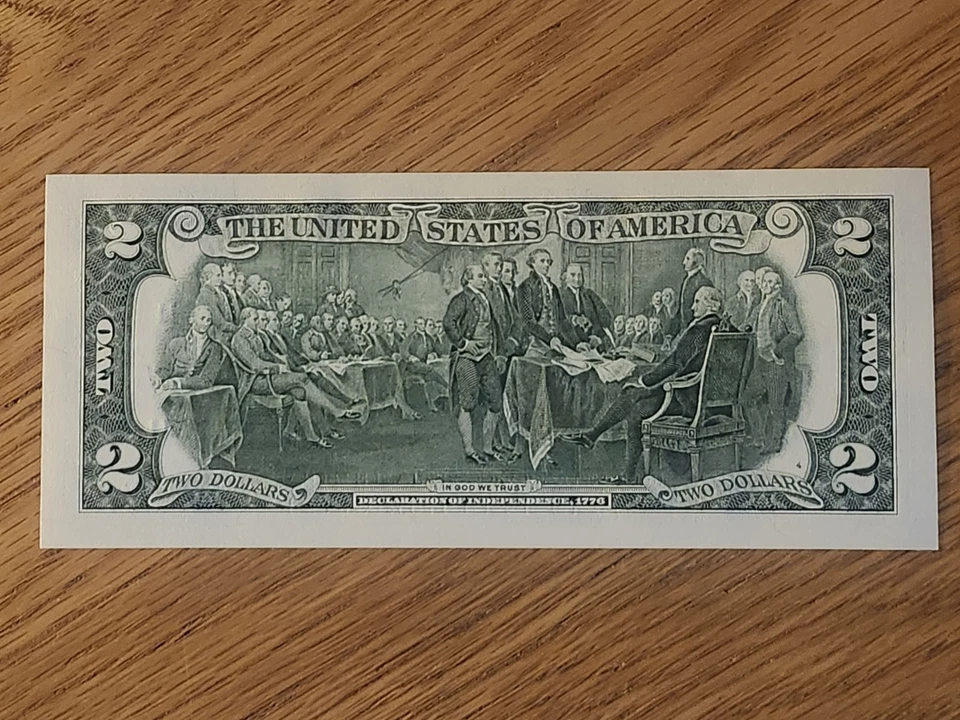 THE UNITED STATES OF AMERICA
2
2
TWO
TWO
2
2
TWO DOLLARS
IN GOD WE TRUST
TWO DOLLARS
DECLARATION OF INDEPENDENCE, 1776
4